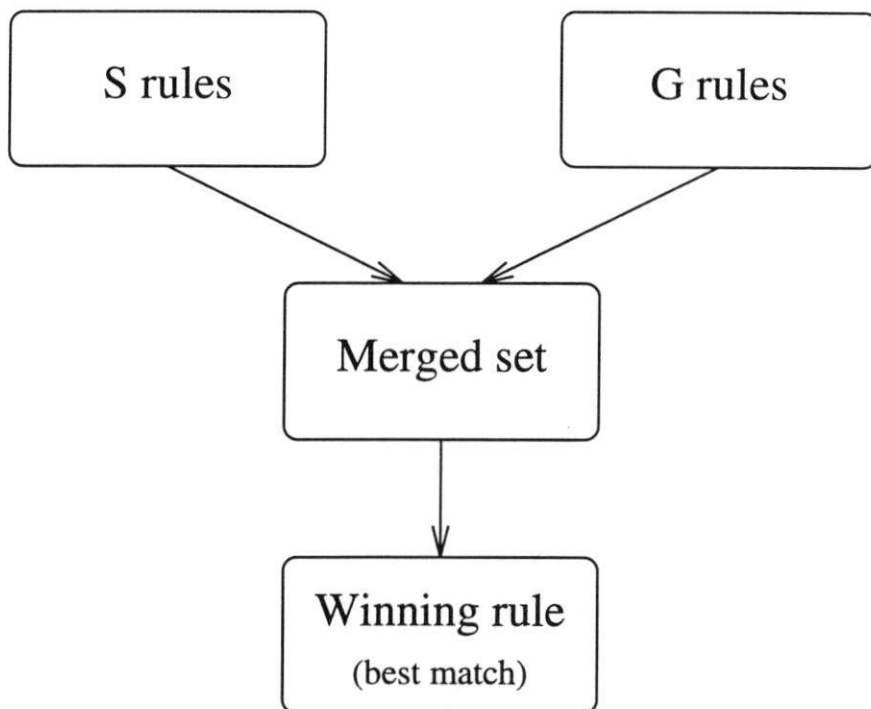 S rules
G rules
Merged set
Winning rule
(best match)